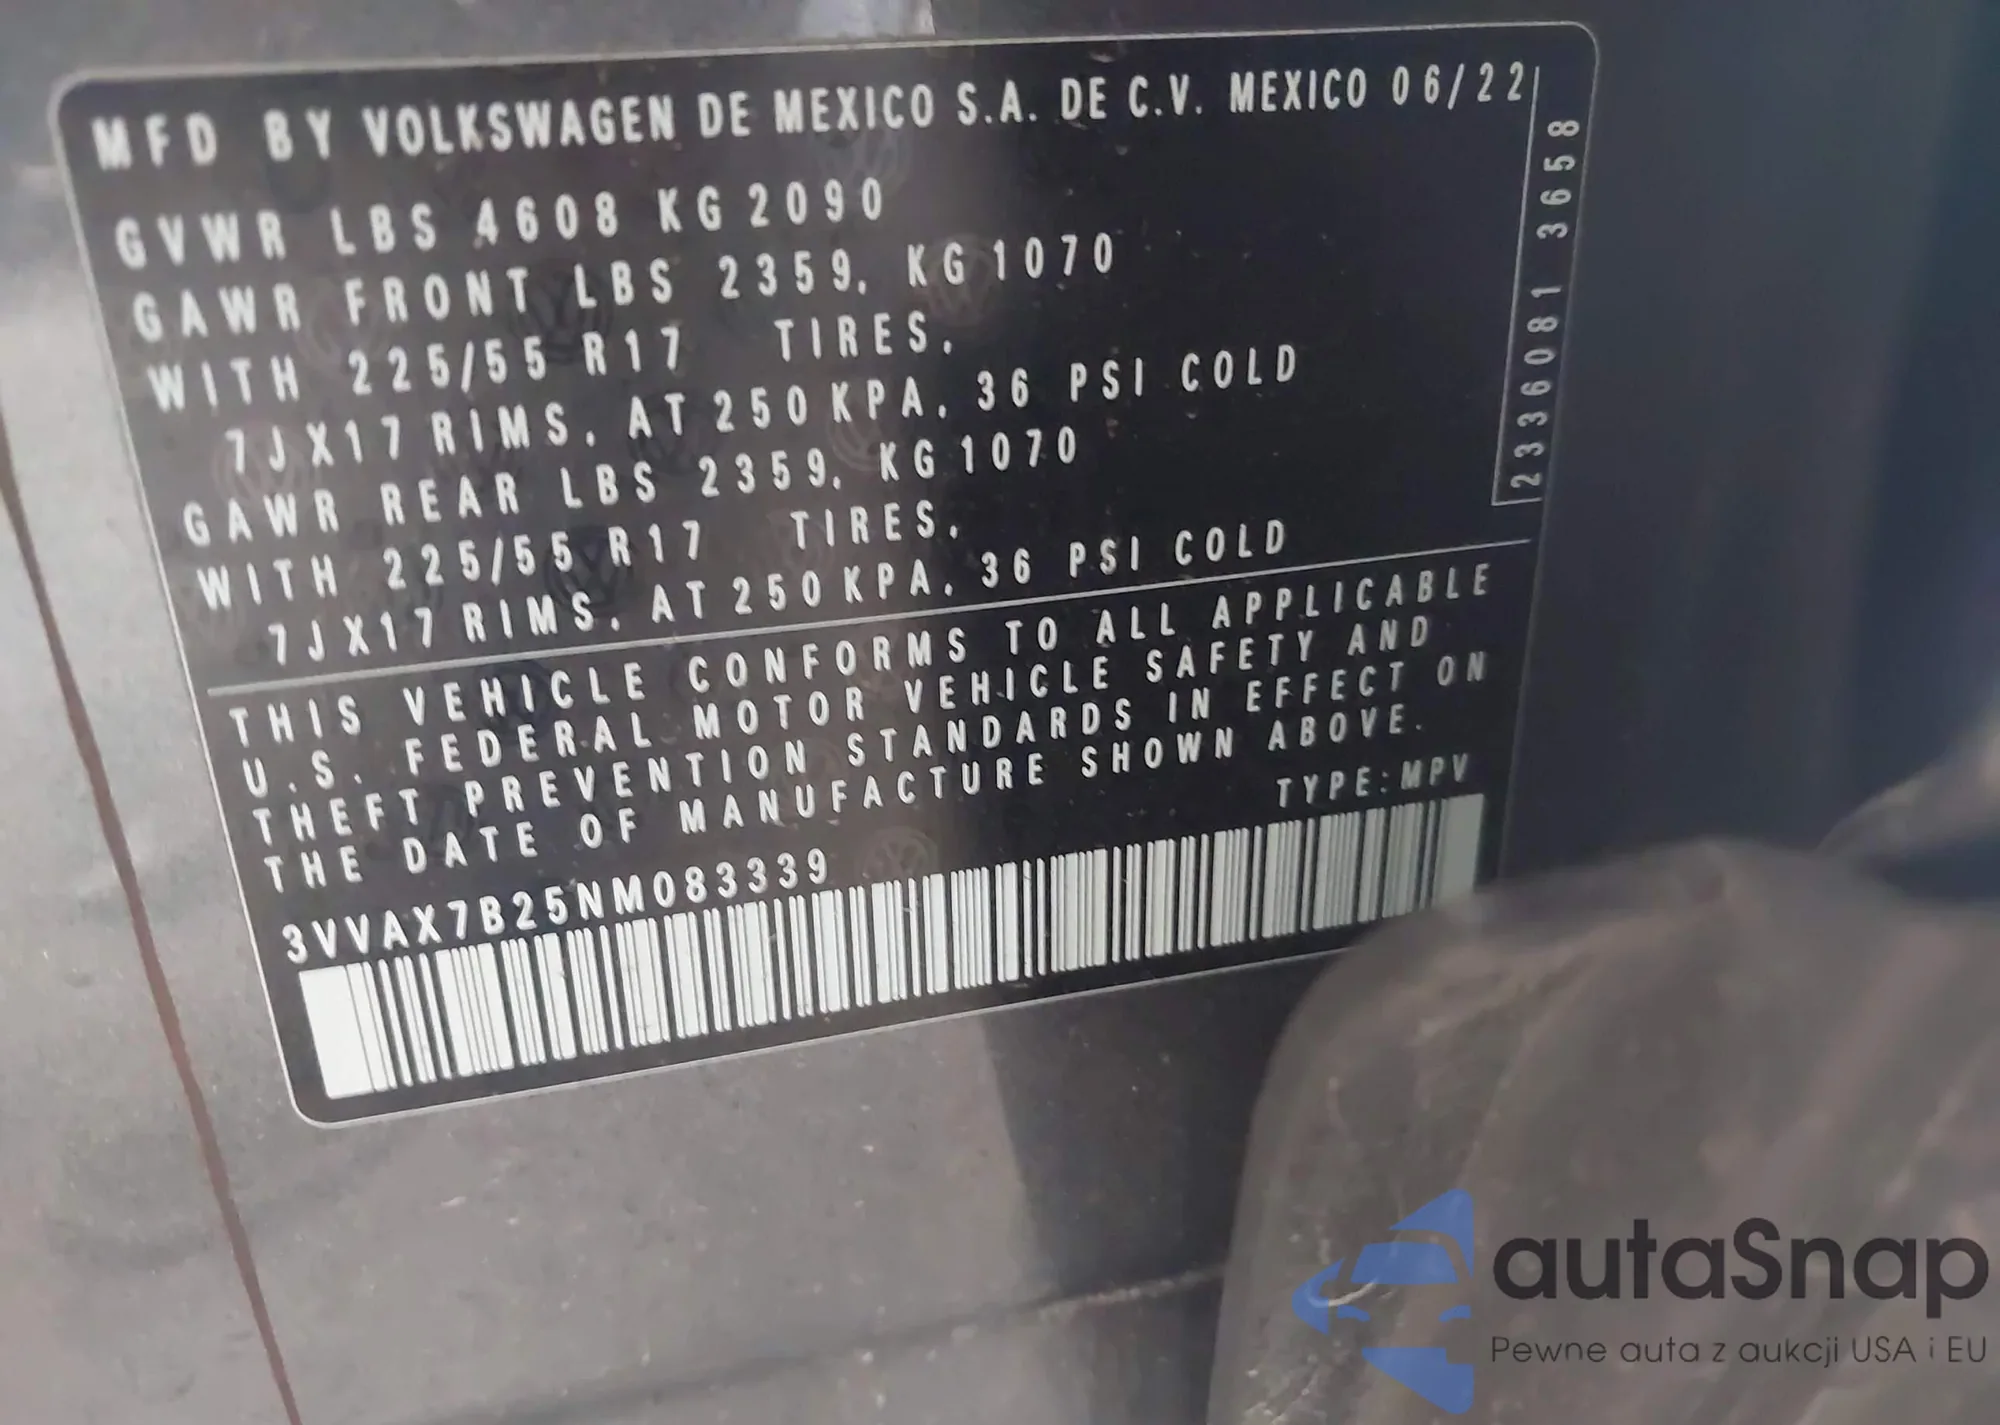 MFD BY VOLKSWAGEN DE MEXICO S.A. DE C.V. MEXICO 06/22
GVWR LBS 4608 KG 2090
GAWR FRONT LBS 2359, KG 1070
WITH 225/55 R17 TIRES,
7JX17 RIMS, AT 250 KPA, 36 PSI COLD
GAWR REAR LBS 2359, KG 1070
WITH 225/55 R17 TIRES,
7JX17 RIMS, AT 250 KPA, 36 PSI COLD
2336081 3658
THIS VEHICLE CONFORMS TO ALL APPLICABLE
U.S. FEDERAL MOTOR VEHICLE SAFETY AND
THEFT PREVENTION STANDARDS IN EFFECT ON
THE DATE OF MANUFACTURE SHOWN ABOVE.
TYPE:MPV
3VVAX7B25NM083339
autaSnap
Pewne auta z aukcji USA i EU